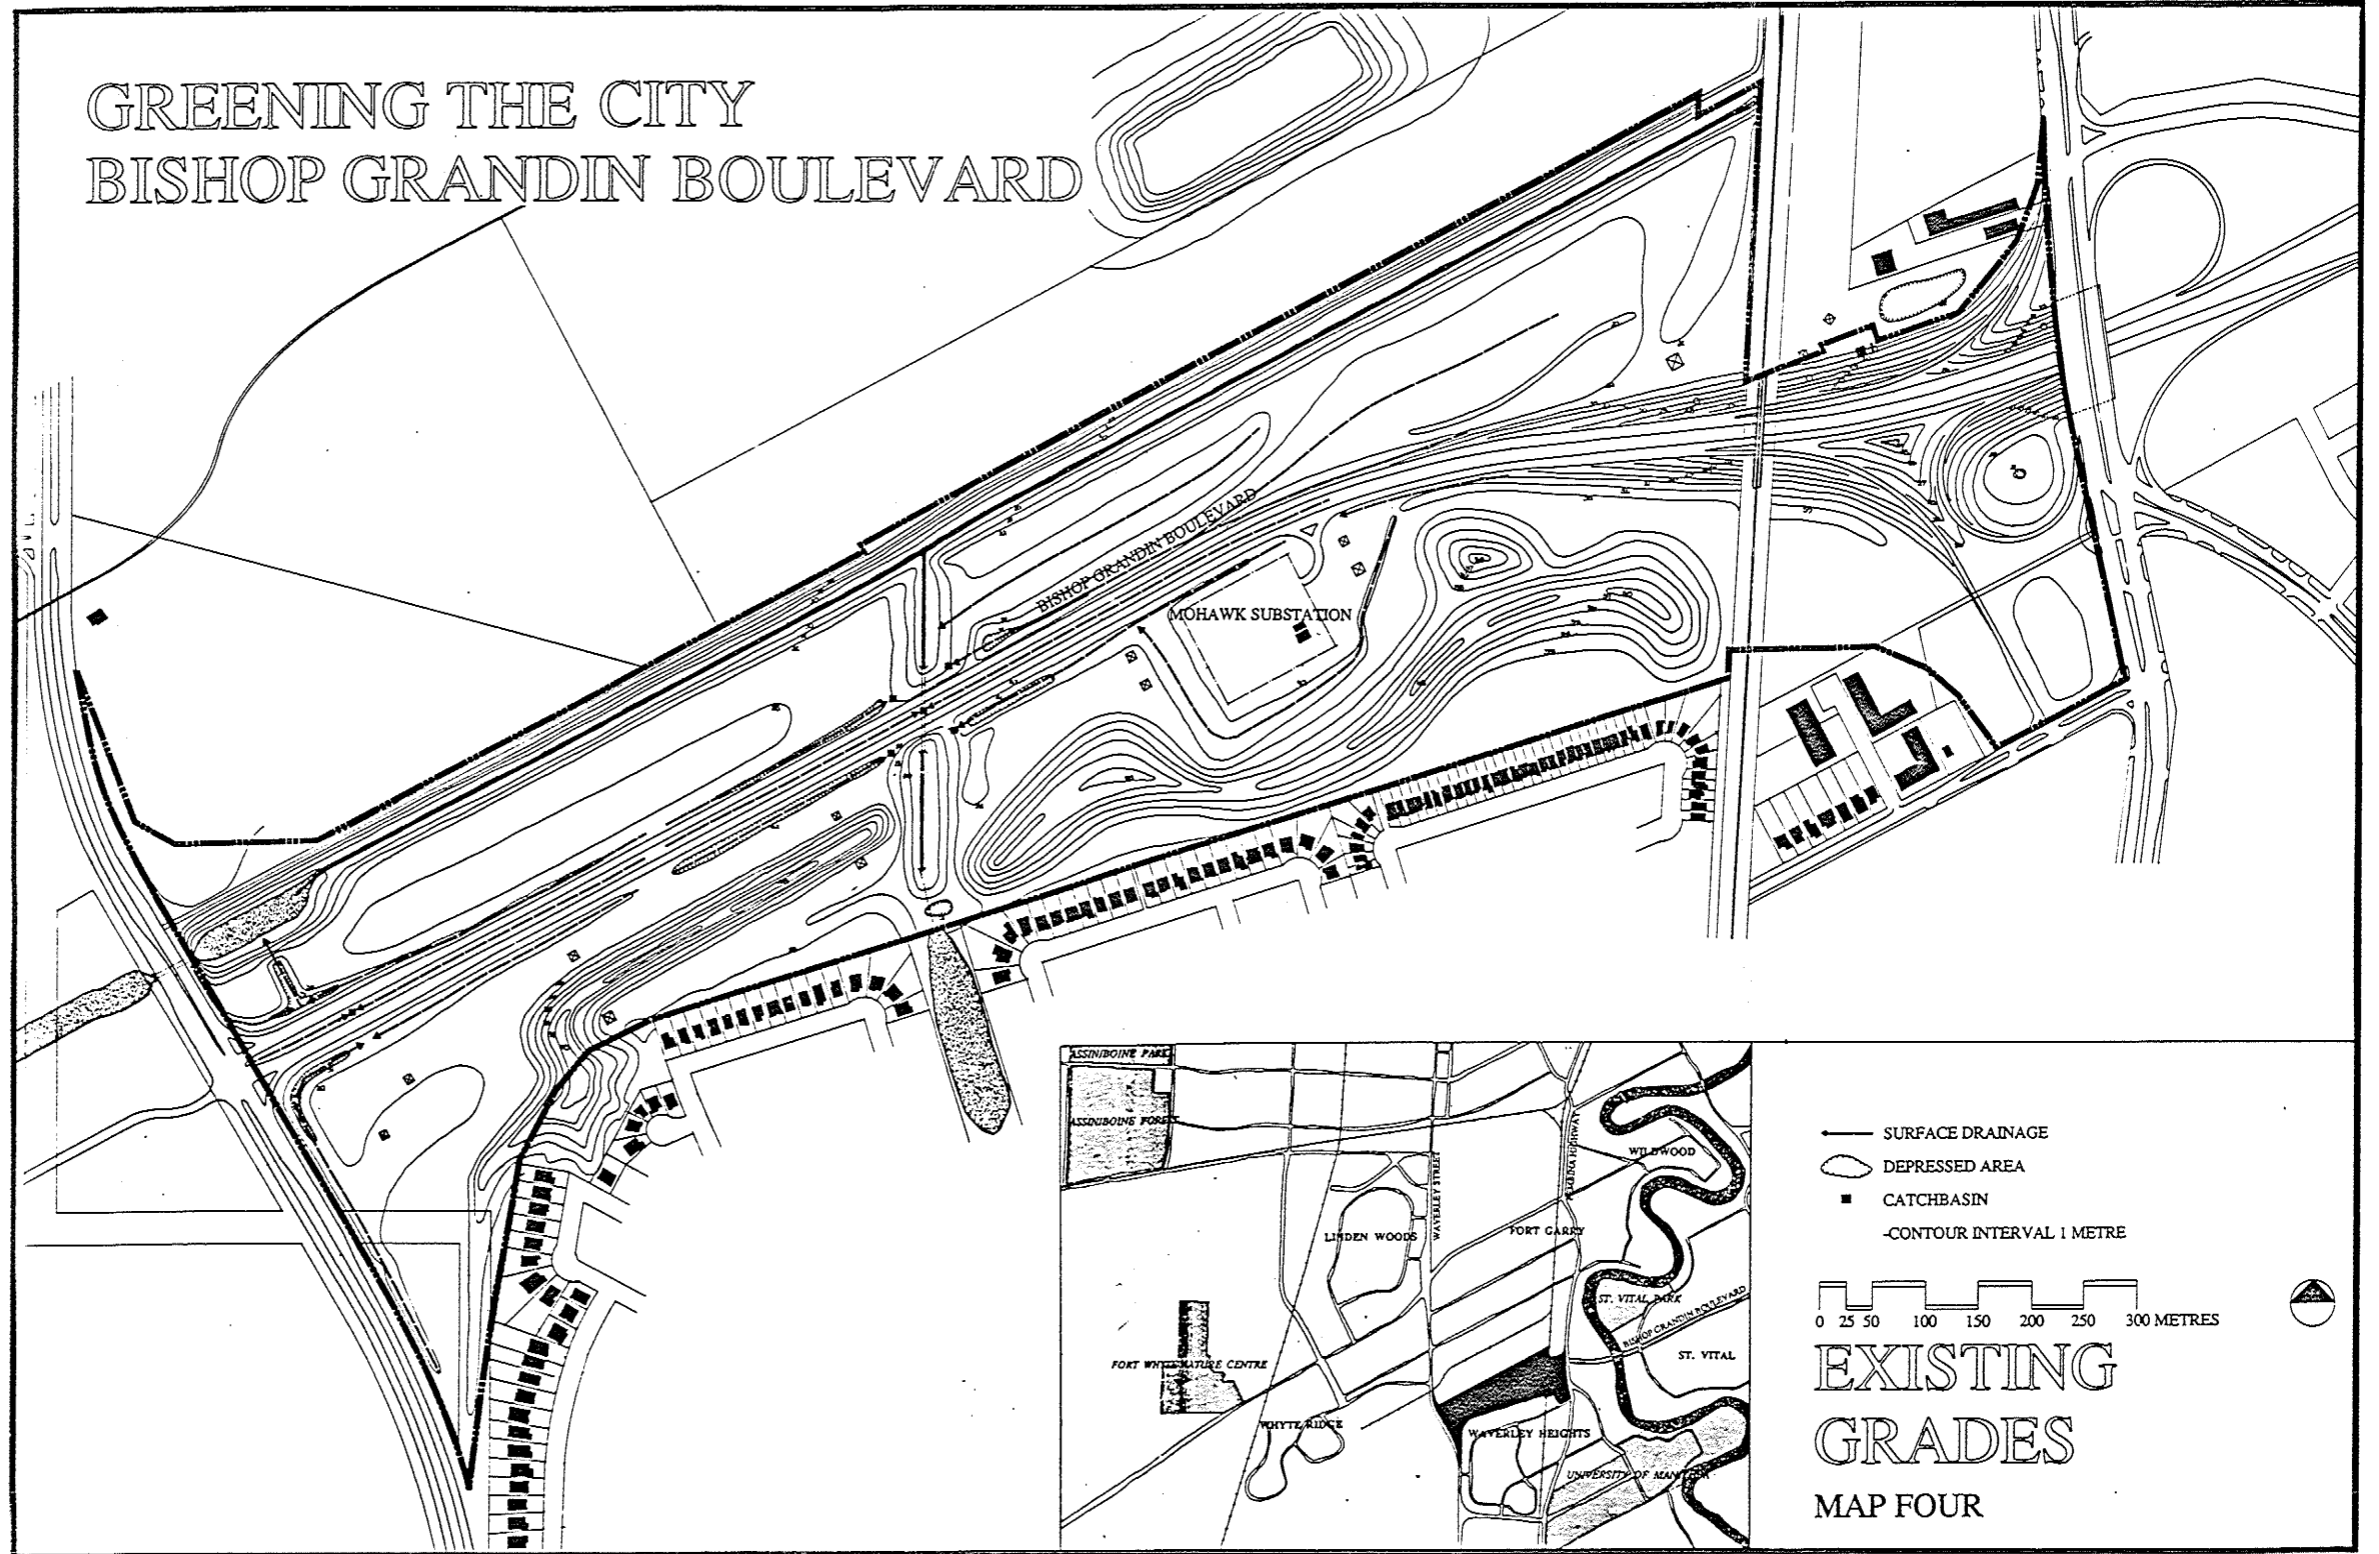 GREENING THE CITY
BISHOP GRANDIN BOULEVARD
BISHOP GRANDIN BOULEVARD
MOHAWK SUBSTATION
ASSINIBOINE PARK
ASSINIBOINE FOREST
WAVERLEY STREET
PEMBINA HIGHWAY
WILDWOOD
LINDEN WOODS
FORT GARRY
ST. VITAL PARK
BISHOP GRANDIN BOULEVARD
ST. VITAL
FORT WHYTE NATURE CENTRE
WHYTE RIDGE
WAVERLEY HEIGHTS
UNIVERSITY OF MANITOBA
SURFACE DRAINAGE
DEPRESSED AREA
CATCHBASIN
-CONTOUR INTERVAL 1 METRE
0 25 50 100 150 200 250 300 METRES
EXISTING
GRADES
MAP FOUR